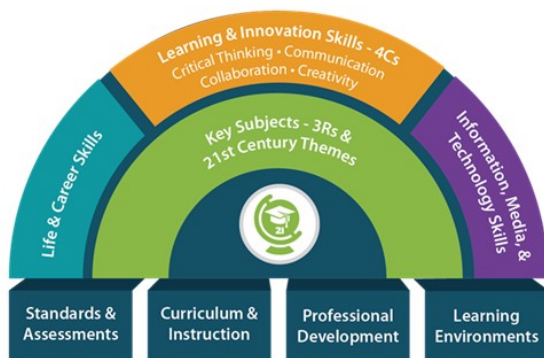 Learning & Innovation Skills - 4Cs
Critical Thinking • Communication
Collaboration • Creativity
Life & Career Skills
Key Subjects - 3Rs &
21st Century Themes
Information, Media, &
Technology Skills
21
Standards &
Assessments
Curriculum &
Instruction
Professional
Development
Learning
Environments